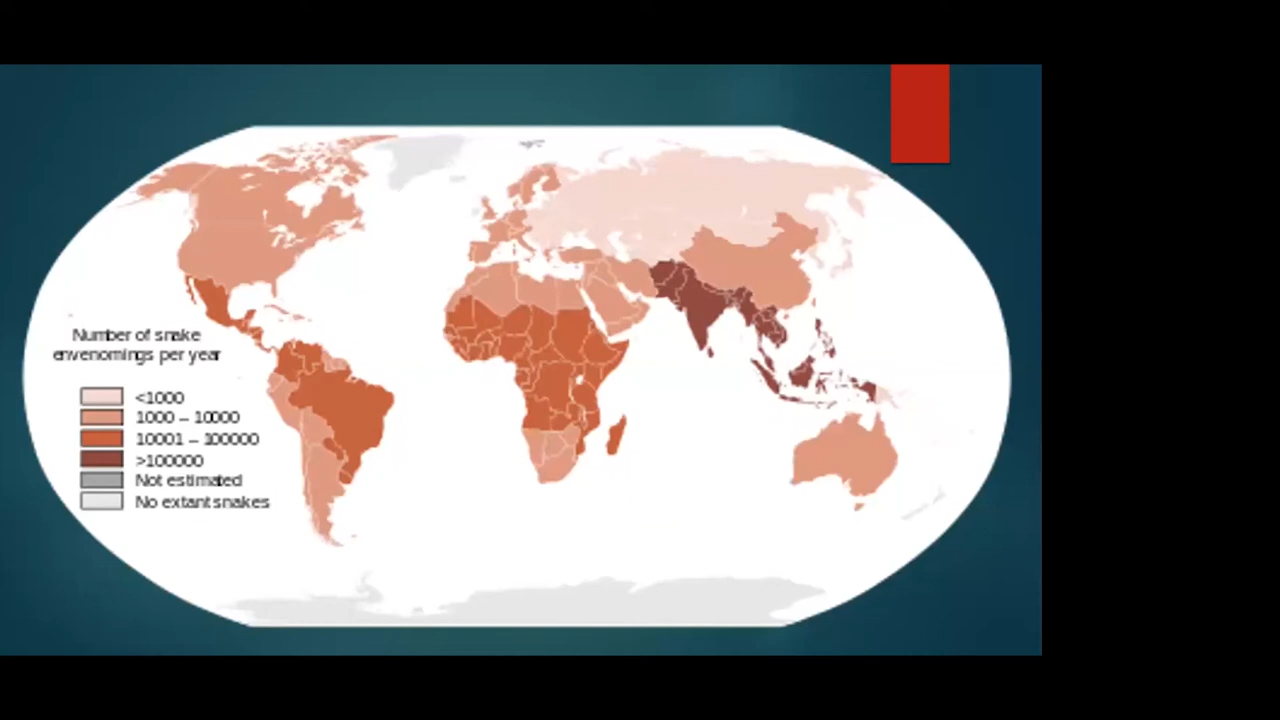 Number of snake
envenomings per year
<1000
1000 – 10000
10001 – 100000
>100000
Not estimated
No extant snakes